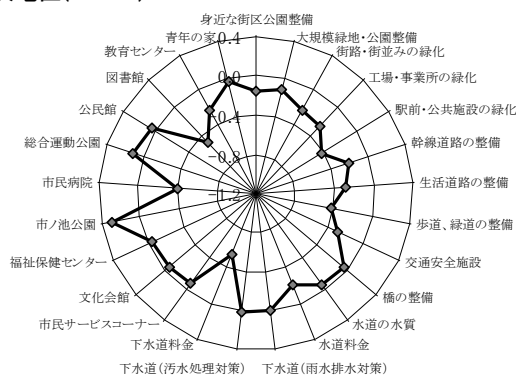 身近な街区公園整備
大規模緑地・公園整備
街路・街並みの緑化
工場・事業所の緑化
駅前・公共施設の緑化
幹線道路の整備
生活道路の整備
歩道、緑道の整備
交通安全施設
橋の整備
水道の水質
水道料金
下水道(雨水排水対策)
下水道(汚水処理対策)
下水道料金
市民サービスコーナー
文化会館
福祉保健センター
市ノ池公園
市民病院
総合運動公園
公民館
図書館
教育センター
青年の家
0.4
0.0
-0.4
-0.8
-1.2